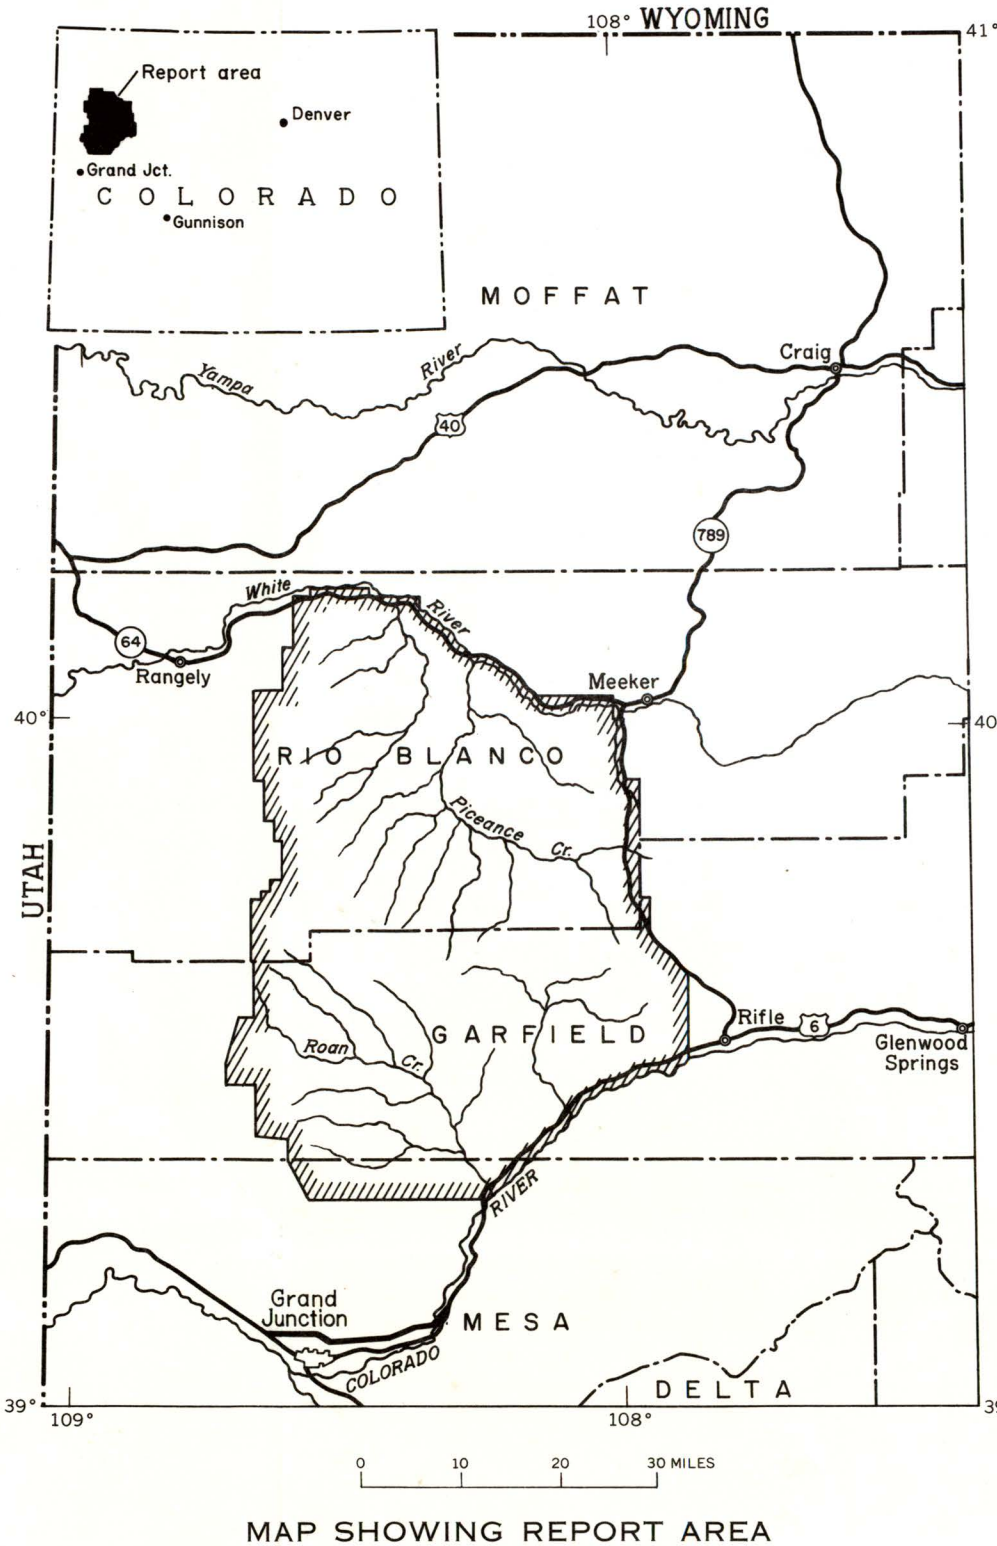 108° WYOMING
41°
Report area
Denver
Grand Jct.
COLORADO
Gunnison
MOFFAT
Craig
Yampa River
40
789
White River
64
Rangely
Meeker
40°
40
RIO BLANCO
Piceance Cr.
UTAH
GARFIELD
Rifle
6
Glenwood
Springs
Roan Cr.
RIVER
Grand
Junction
MESA
COLORADO
DELTA
39°
39
109°
108°
0 10 20 30 MILES
MAP SHOWING REPORT AREA